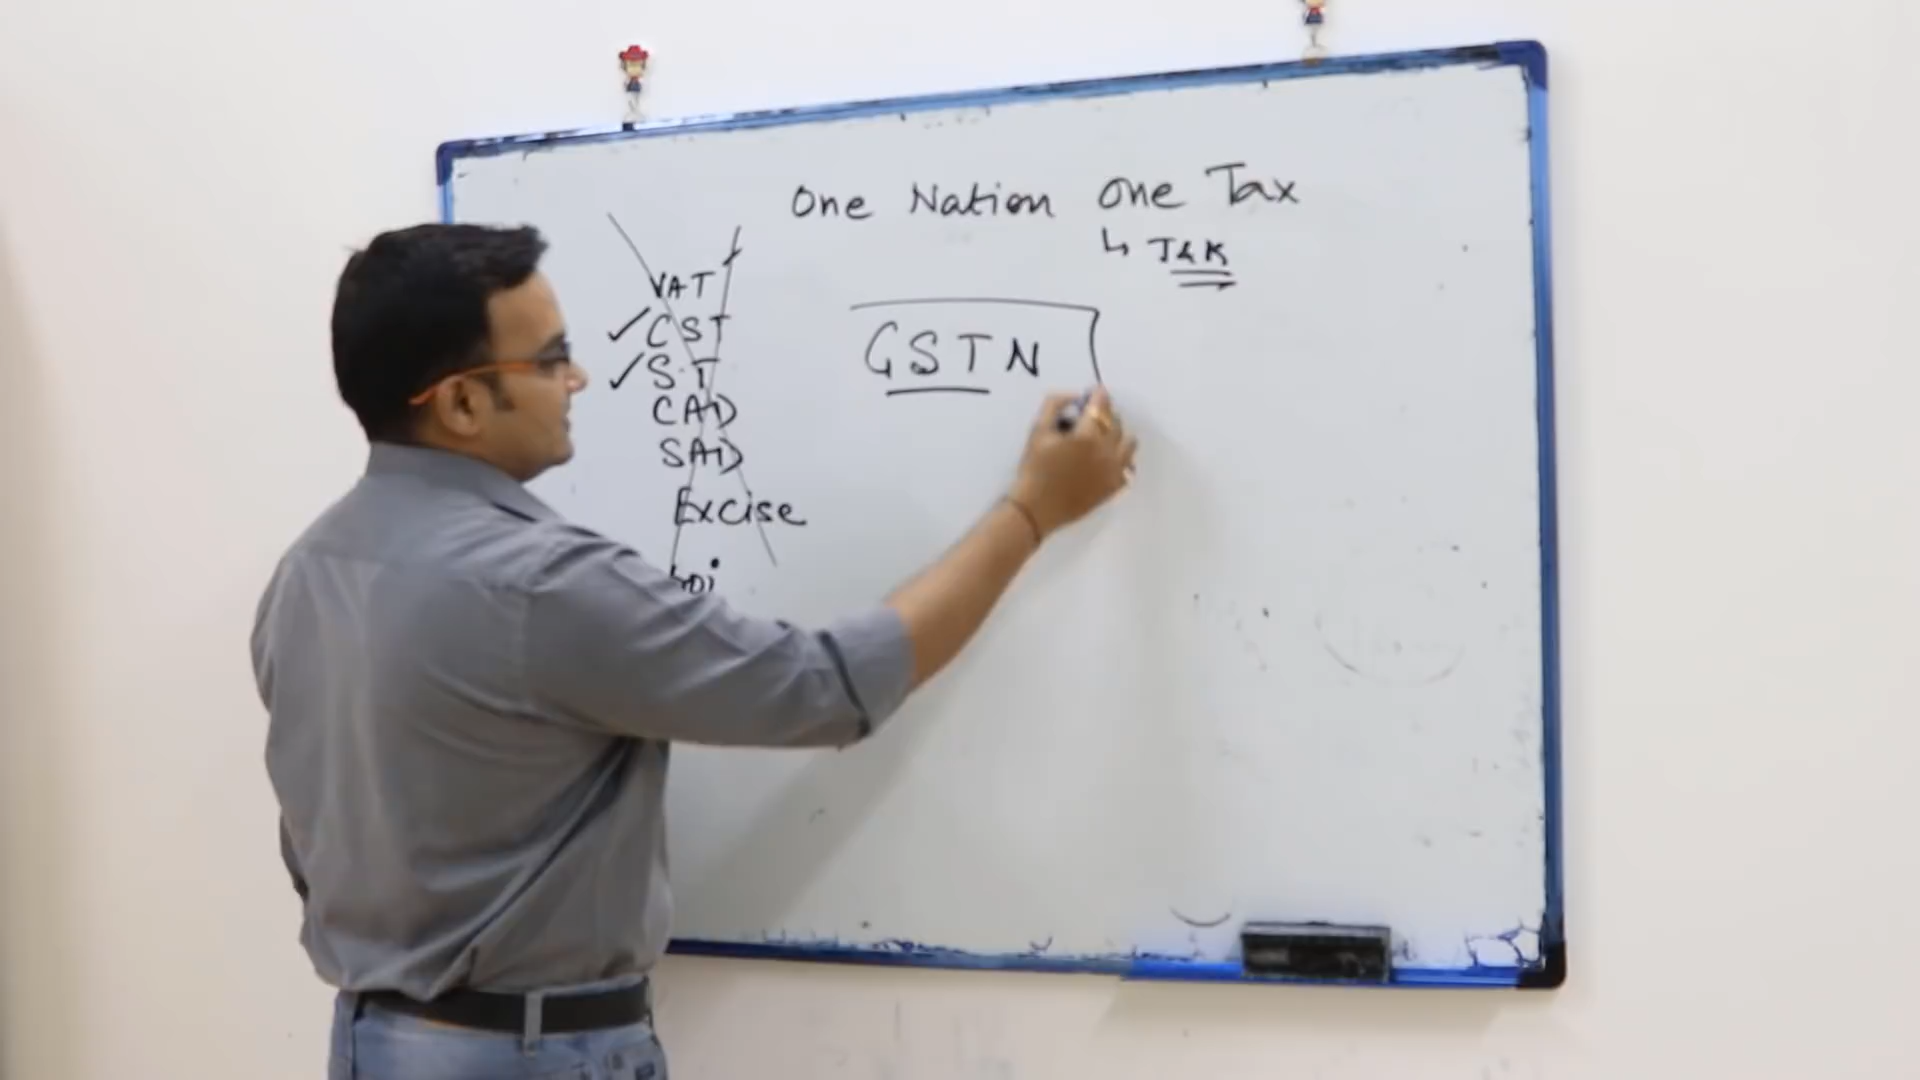 One Nation One Tax
↳ J&K
VAT
✓ CST
✓ S.T
CAD
SAD
Excise
GSTN